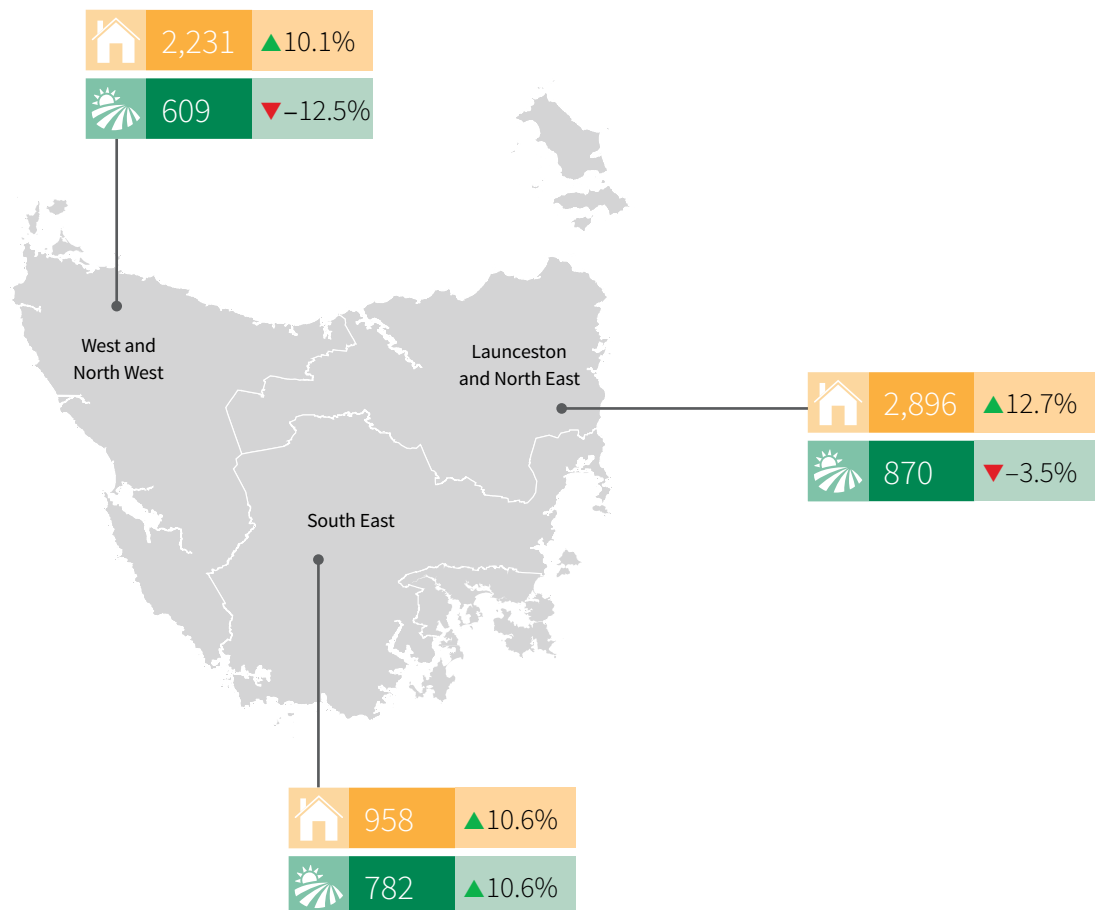 2,231 ▲10.1%
609 ▼–12.5%
West and
North West
Launceston
and North East
2,896 ▲12.7%
870 ▼–3.5%
South East
958 ▲10.6%
782 ▲10.6%